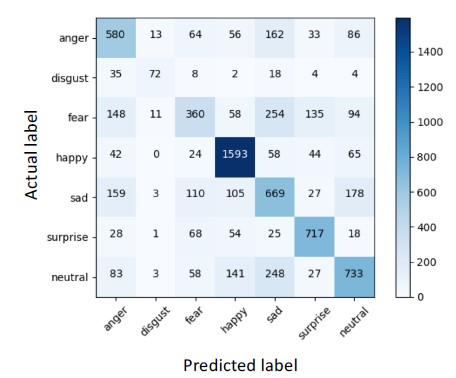 anger 580 13 64 56 162 33 86
disgust 35 72 8 2 18 4 4
fear 148 11 360 58 254 135 94
happy 42 0 24 1593 58 44 65
sad 159 3 110 105 669 27 178
surprise 28 1 68 54 25 717 18
neutral 83 3 58 141 248 27 733
anger disgust fear happy sad surprise neutral
Predicted label
Actual label
1400
1200
1000
800
600
400
200
0